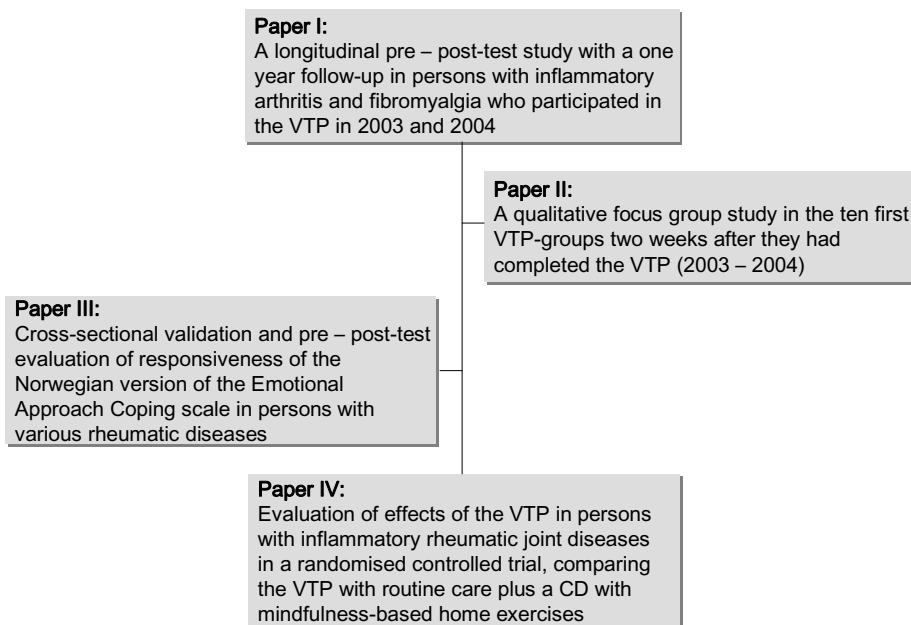 Paper I:
A longitudinal pre – post-test study with a one
year follow-up in persons with inflammatory
arthritis and fibromyalgia who participated in
the VTP in 2003 and 2004
Paper II:
A qualitative focus group study in the ten first
VTP-groups two weeks after they had
completed the VTP (2003 – 2004)
Paper III:
Cross-sectional validation and pre – post-test
evaluation of responsiveness of the
Norwegian version of the Emotional
Approach Coping scale in persons with
various rheumatic diseases
Paper IV:
Evaluation of effects of the VTP in persons
with inflammatory rheumatic joint diseases
in a randomised controlled trial, comparing
the VTP with routine care plus a CD with
mindfulness-based home exercises